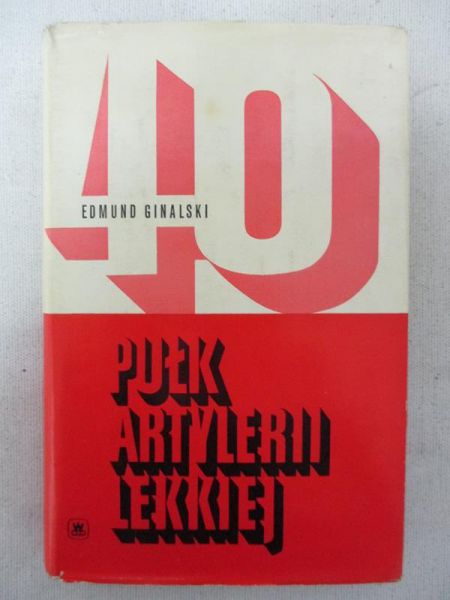 40
EDMUND GINALSKI
PUŁK
ARTYLERII
LEKKIEJ
W